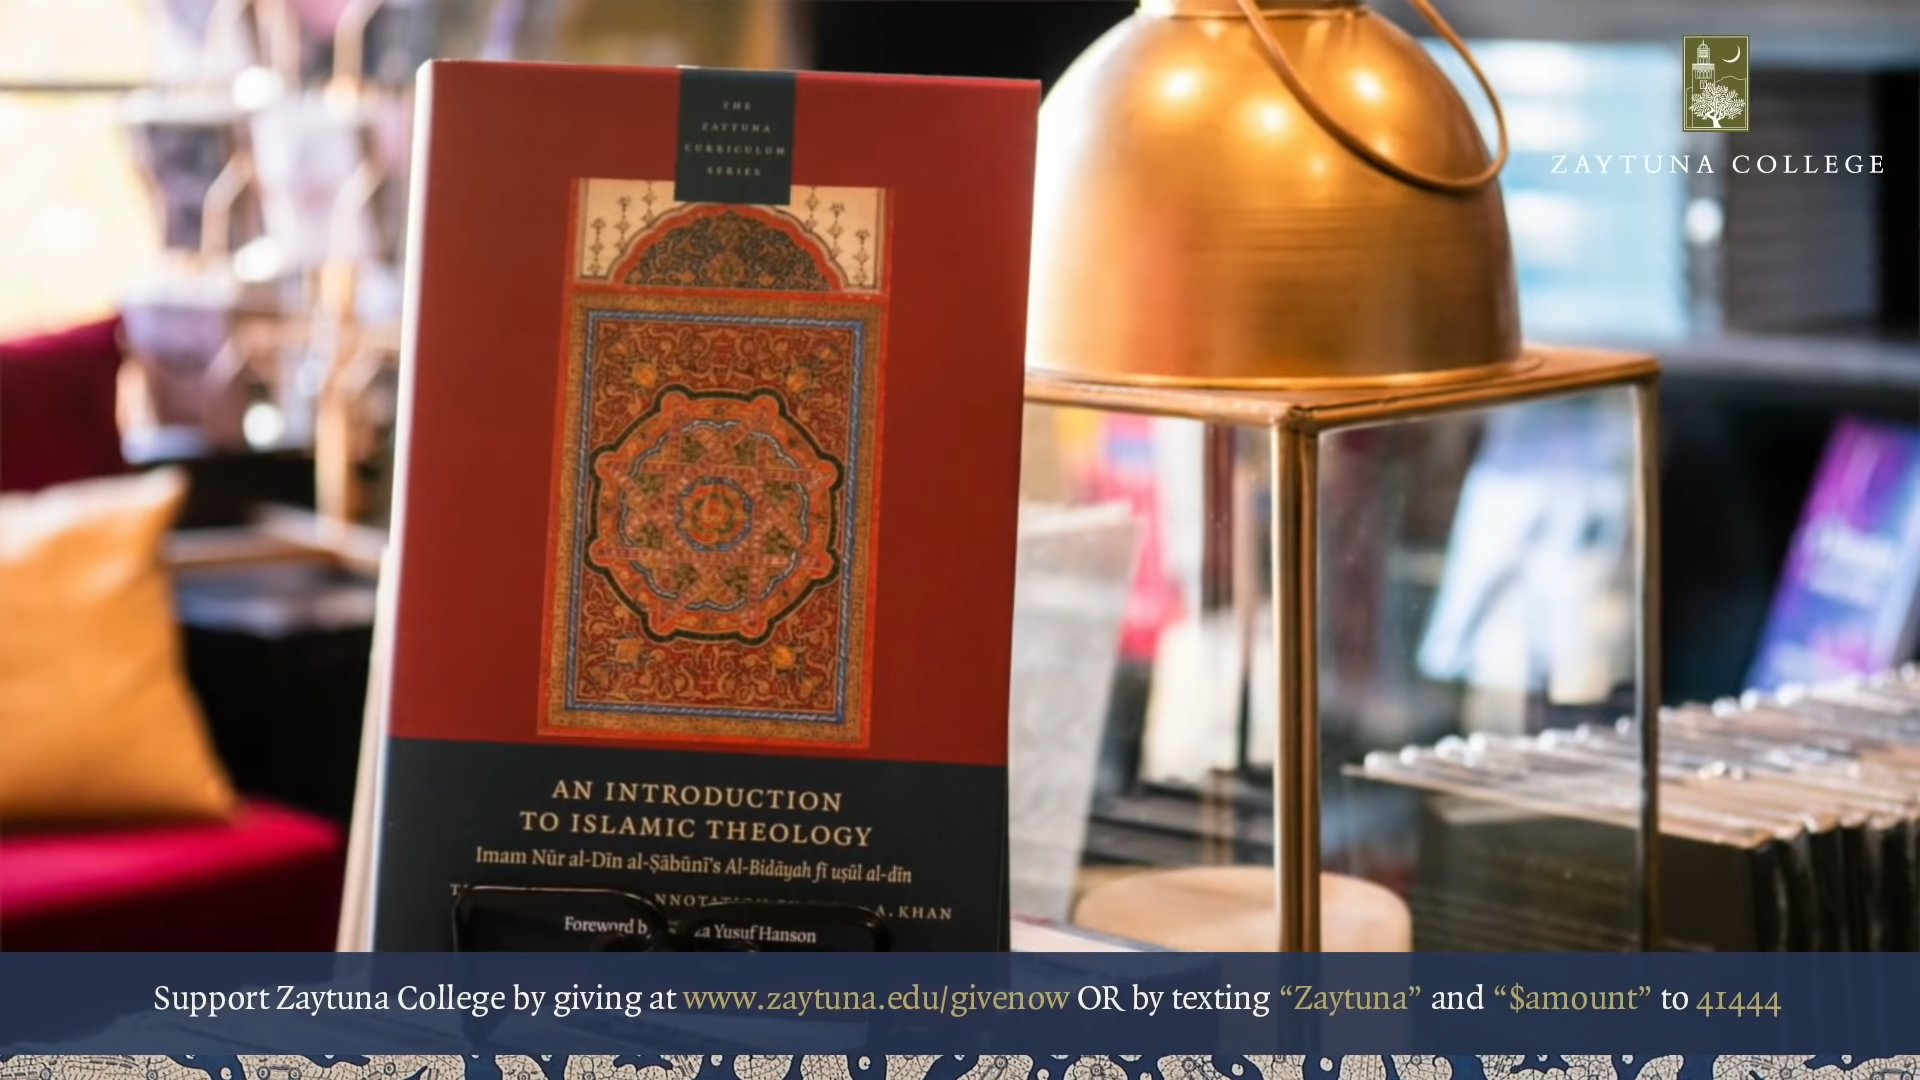 THE
ZAYTUNA
CURRICULUM
SERIES
ZAYTUNA COLLEGE
AN INTRODUCTION
TO ISLAMIC THEOLOGY
Imam Nūr al-Dīn al-Ṣābūnī's Al-Bidāyah fī uṣūl al-dīn
A. KHAN
Foreword Yusuf Hanson
Support Zaytuna College by giving at www.zaytuna.edu/givenow OR by texting “Zaytuna” and “$amount” to 41444